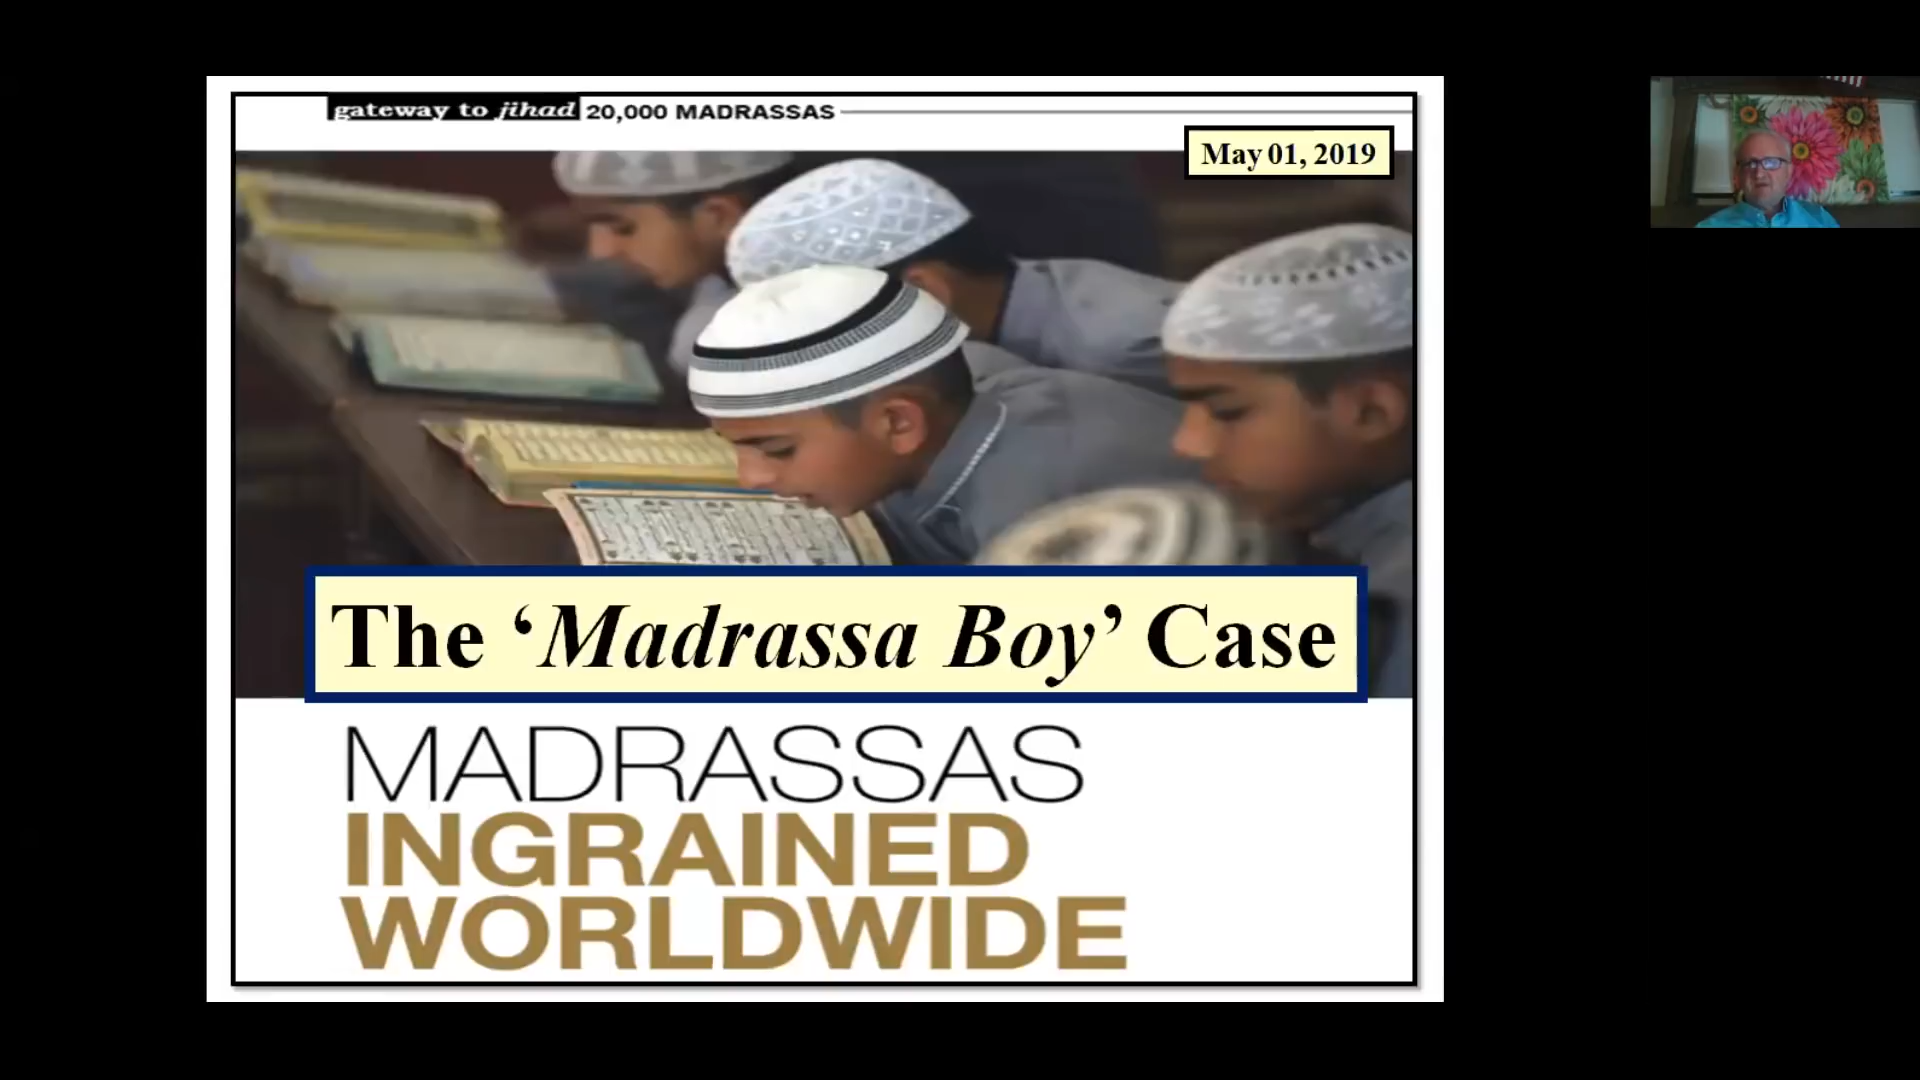 gateway to jihad 20,000 MADRASSAS
May 01, 2019
The ‘Madrassa Boy’ Case
MADRASSAS
INGRAINED
WORLDWIDE